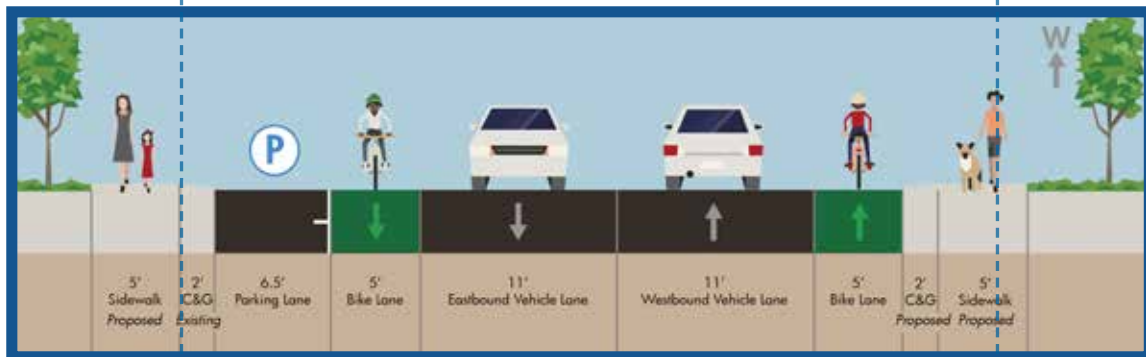 W
P
5'
Sidewalk
Proposed
2'
C&G
Existing
6.5'
Parking Lane
5'
Bike Lane
11'
Eastbound Vehicle Lane
11'
Westbound Vehicle Lane
5'
Bike Lane
2'
C&G
Proposed
5'
Sidewalk
Proposed